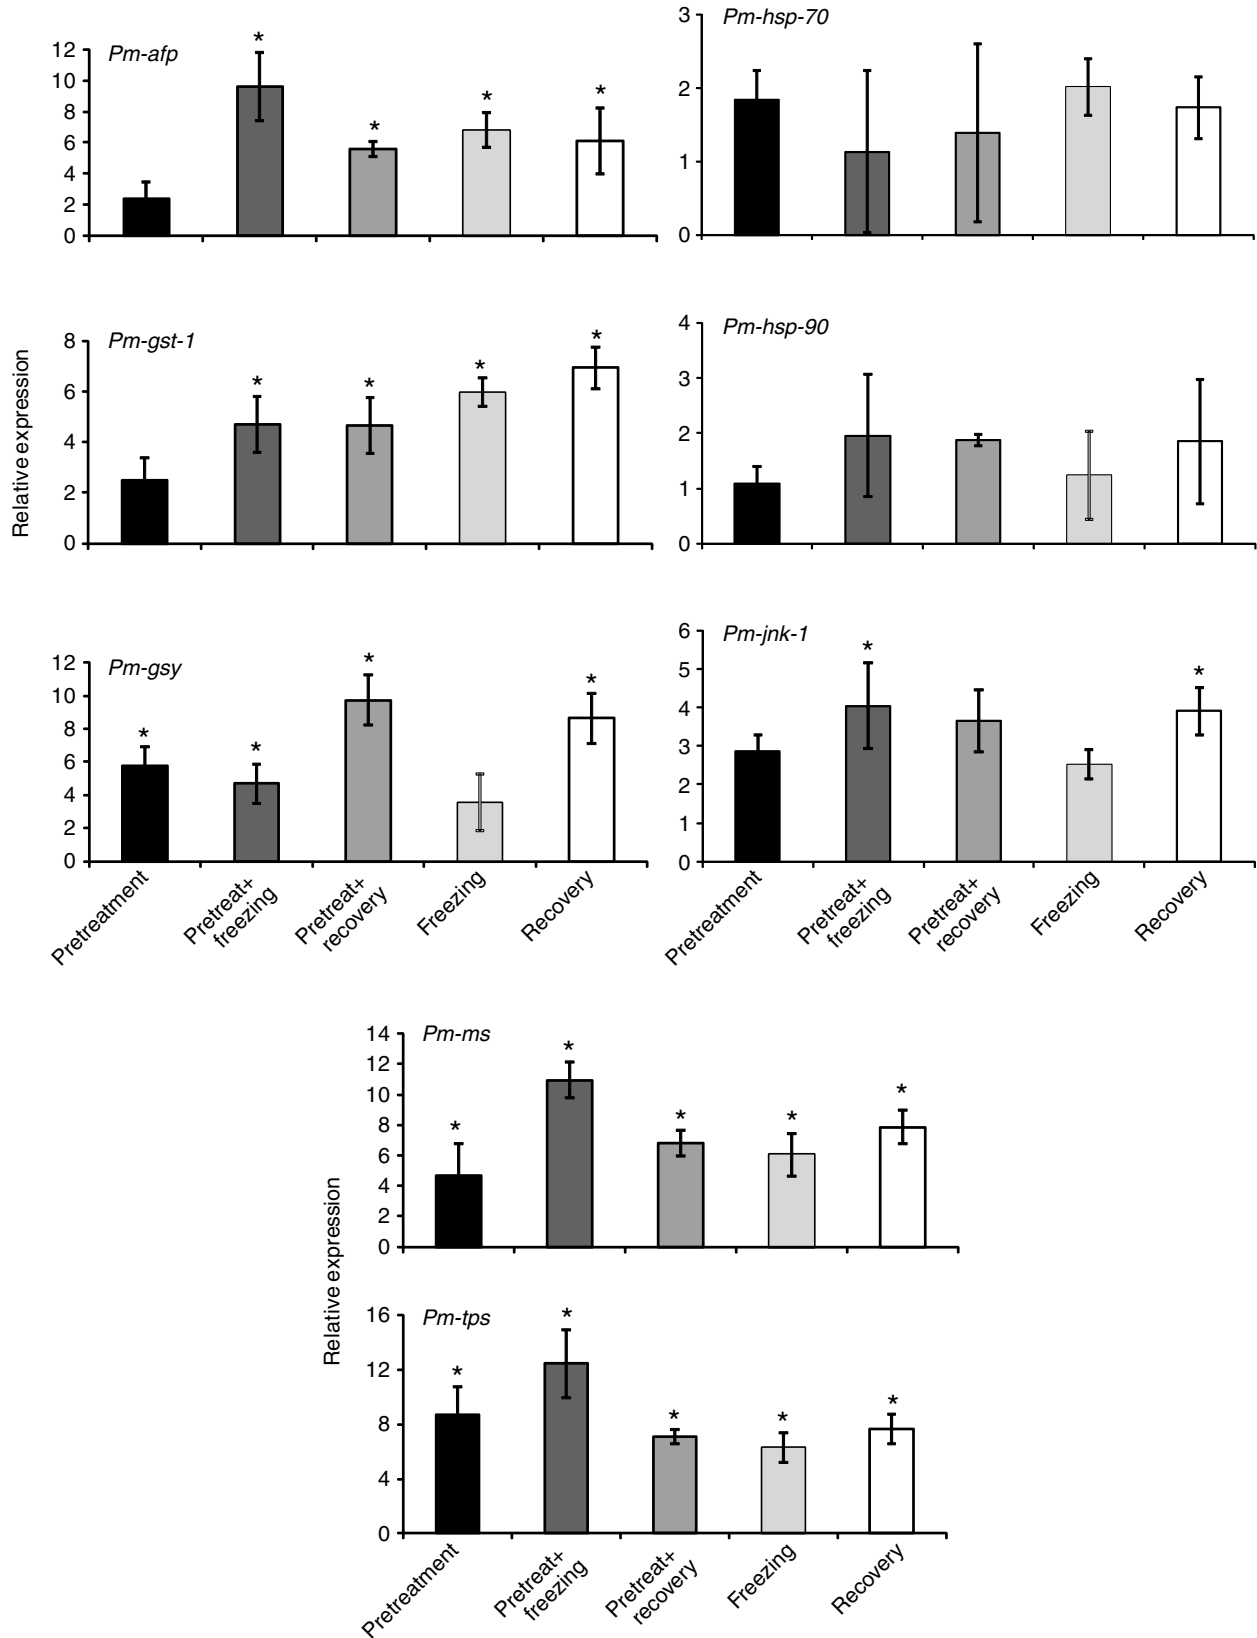 Pm-afp
*
*
*
*
12
10
8
6
4
2
0
Pm-hsp-70
3
2
1
0
Relative expression
Pm-gst-1
*
*
*
*
8
6
4
2
0
Pm-hsp-90
4
3
2
1
0
Pm-gsy
*
*
*
*
12
10
8
6
4
2
0
Pretreatment
Pretreat+
freezing
Pretreat+
recovery
Freezing
Recovery
Pm-jnk-1
*
*
6
5
4
3
2
1
0
Pretreatment
Pretreat+
freezing
Pretreat+
recovery
Freezing
Recovery
Relative expression
Pm-ms
*
*
*
*
*
14
12
10
8
6
4
2
0
Pm-tps
*
*
*
*
*
16
12
8
4
0
Pretreatment
Pretreat+
freezing
Pretreat+
recovery
Freezing
Recovery